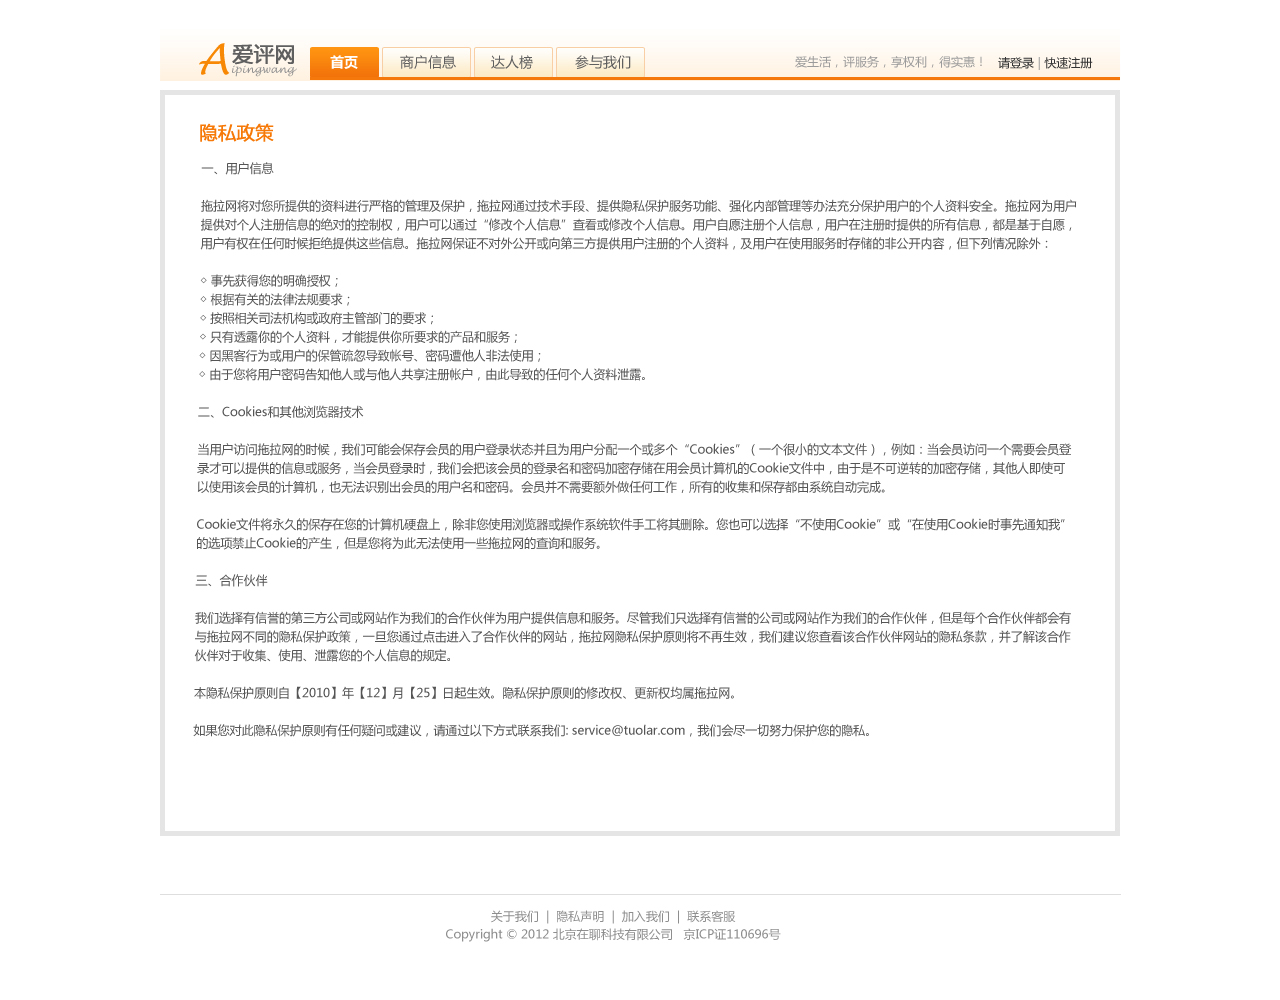 爱评网
Aipingwang
首页 商户信息 达人榜 参与我们
爱生活，评服务，享权利，得实惠！ 请登录 | 快速注册
隐私政策
一、用户信息
拖拉网将对您所提供的资料进行严格的管理及保护，拖拉网通过技术手段、提供隐私保护服务功能、强化内部管理等办法充分保护用户的个人资料安全。拖拉网为用户
提供对个人注册信息的绝对的控制权，用户可以通过“修改个人信息”查看或修改个人信息。用户自愿注册个人信息，用户在注册时提供的所有信息，都是基于自愿，
用户有权在任何时候拒绝提供这些信息。拖拉网保证不对外公开或向第三方提供用户注册的个人资料，及用户在使用服务时存储的非公开内容，但下列情况除外：
◇ 事先获得您的明确授权；
◇ 根据有关的法律法规要求；
◇ 按照相关司法机构或政府主管部门的要求；
◇ 只有透露你的个人资料，才能提供你所要求的产品和服务；
◇ 因黑客行为或用户的保管疏忽导致帐号、密码遭他人非法使用；
◇ 由于您将用户密码告知他人或与他人共享注册帐户，由此导致的任何个人资料泄露。
二、Cookies和其他浏览器技术
当用户访问拖拉网的时候，我们可能会保存会员的用户登录状态并且为用户分配一个或多个“Cookies”（一个很小的文本文件），例如：当会员访问一个需要会员登
录才可以提供的信息或服务，当会员登录时，我们会把该会员的登录名和密码加密存储在用会员计算机的Cookie文件中，由于是不可逆转的加密存储，其他人即使可
以使用该会员的计算机，也无法识别出会员的用户名和密码。会员并不需要额外做任何工作，所有的收集和保存都由系统自动完成。
Cookie文件将永久的保存在您的计算机硬盘上，除非您使用浏览器或操作系统软件手工将其删除。您也可以选择“不使用Cookie”或“在使用Cookie时事先通知我”
的选项禁止Cookie的产生，但是您将为此无法使用一些拖拉网的查询和服务。
三、合作伙伴
我们选择有信誉的第三方公司或网站作为我们的合作伙伴为用户提供信息和服务。尽管我们只选择有信誉的公司或网站作为我们的合作伙伴，但是每个合作伙伴都会有
与拖拉网不同的隐私保护政策，一旦您通过点击进入了合作伙伴的网站，拖拉网隐私保护原则将不再生效，我们建议您查看该合作伙伴网站的隐私条款，并了解该合作
伙伴对于收集、使用、泄露您的个人信息的规定。
本隐私保护原则自【2010】年【12】月【25】日起生效。隐私保护原则的修改权、更新权均属拖拉网。
如果您对此隐私保护原则有任何疑问或建议，请通过以下方式联系我们: service@tuolar.com，我们会尽一切努力保护您的隐私。
关于我们 | 隐私声明 | 加入我们 | 联系客服
Copyright © 2012 北京在聊科技有限公司 京ICP证110696号